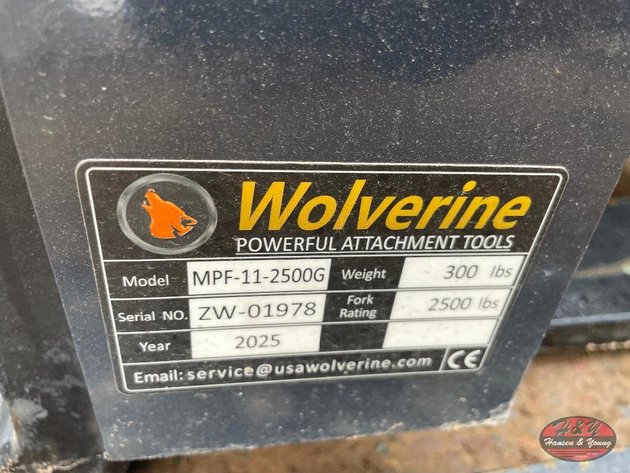 Wolverine
POWERFUL ATTACHMENT TOOLS
Model MPF-11-2500G Weight 300 lbs
Serial NO. ZW-01978 Fork Rating 2500 lbs
Year 2025
Email: service@usawolverine.com CE
H&Y
Hansen & Young